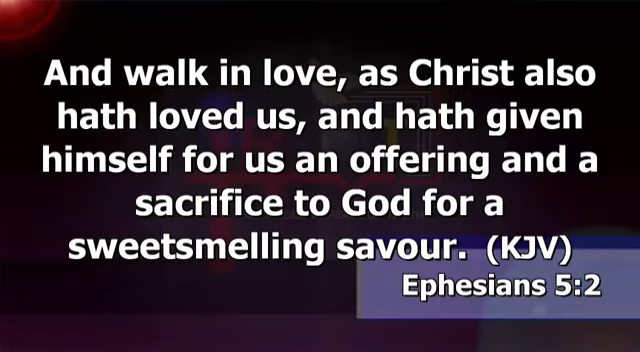 And walk in love, as Christ also
hath loved us, and hath given
himself for us an offering and a
sacrifice to God for a
sweetsmelling savour. (KJV)
Ephesians 5:2